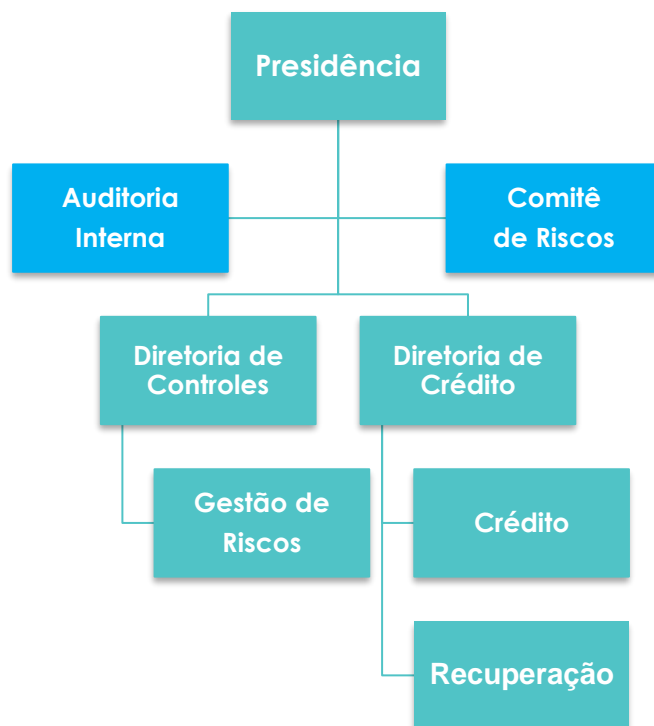 Presidência
Auditoria
Interna
Comitê
de Riscos
Diretoria de
Controles
Diretoria de
Crédito
Gestão de
Riscos
Crédito
Recuperação